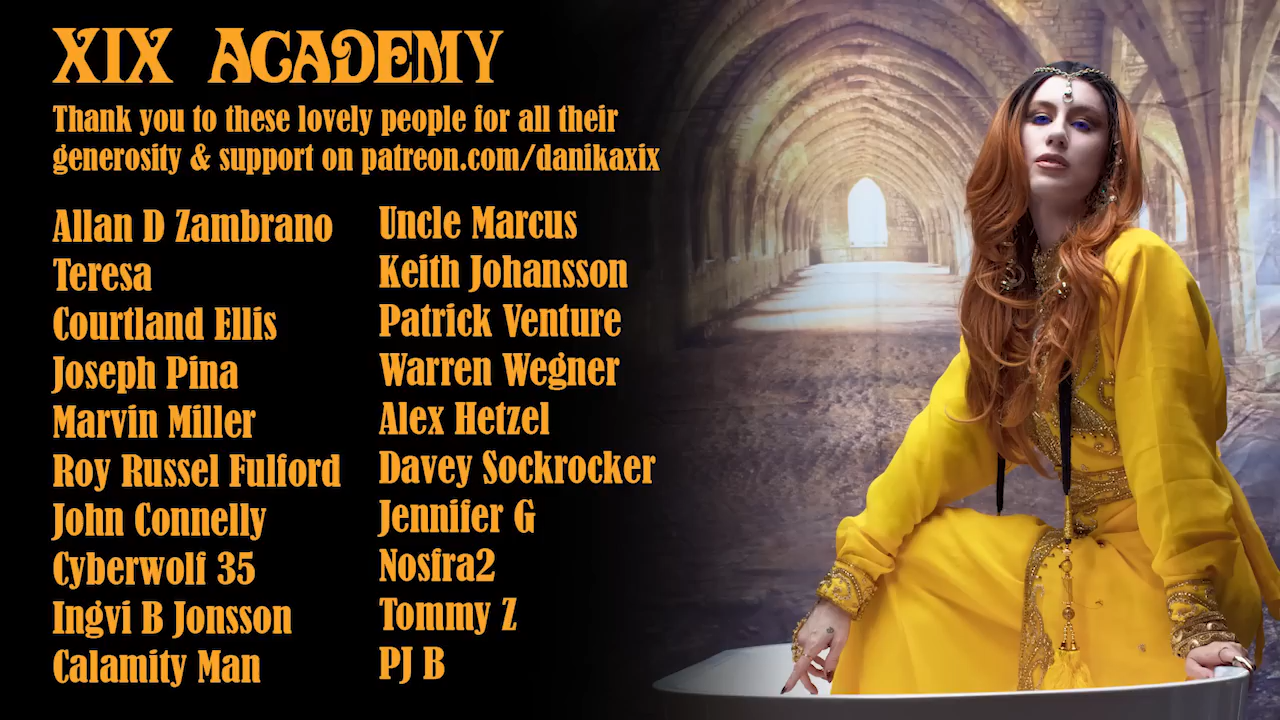 XIX ACADEMY
Thank you to these lovely people for all their
generosity & support on patreon.com/danikaxix
Allan D Zambrano
Teresa
Courtland Ellis
Joseph Pina
Marvin Miller
Roy Russel Fulford
John Connelly
Cyberwolf 35
Ingvi B Jonsson
Calamity Man
Uncle Marcus
Keith Johansson
Patrick Venture
Warren Wegner
Alex Hetzel
Davey Sockrocker
Jennifer G
Nosfra2
Tommy Z
PJ B